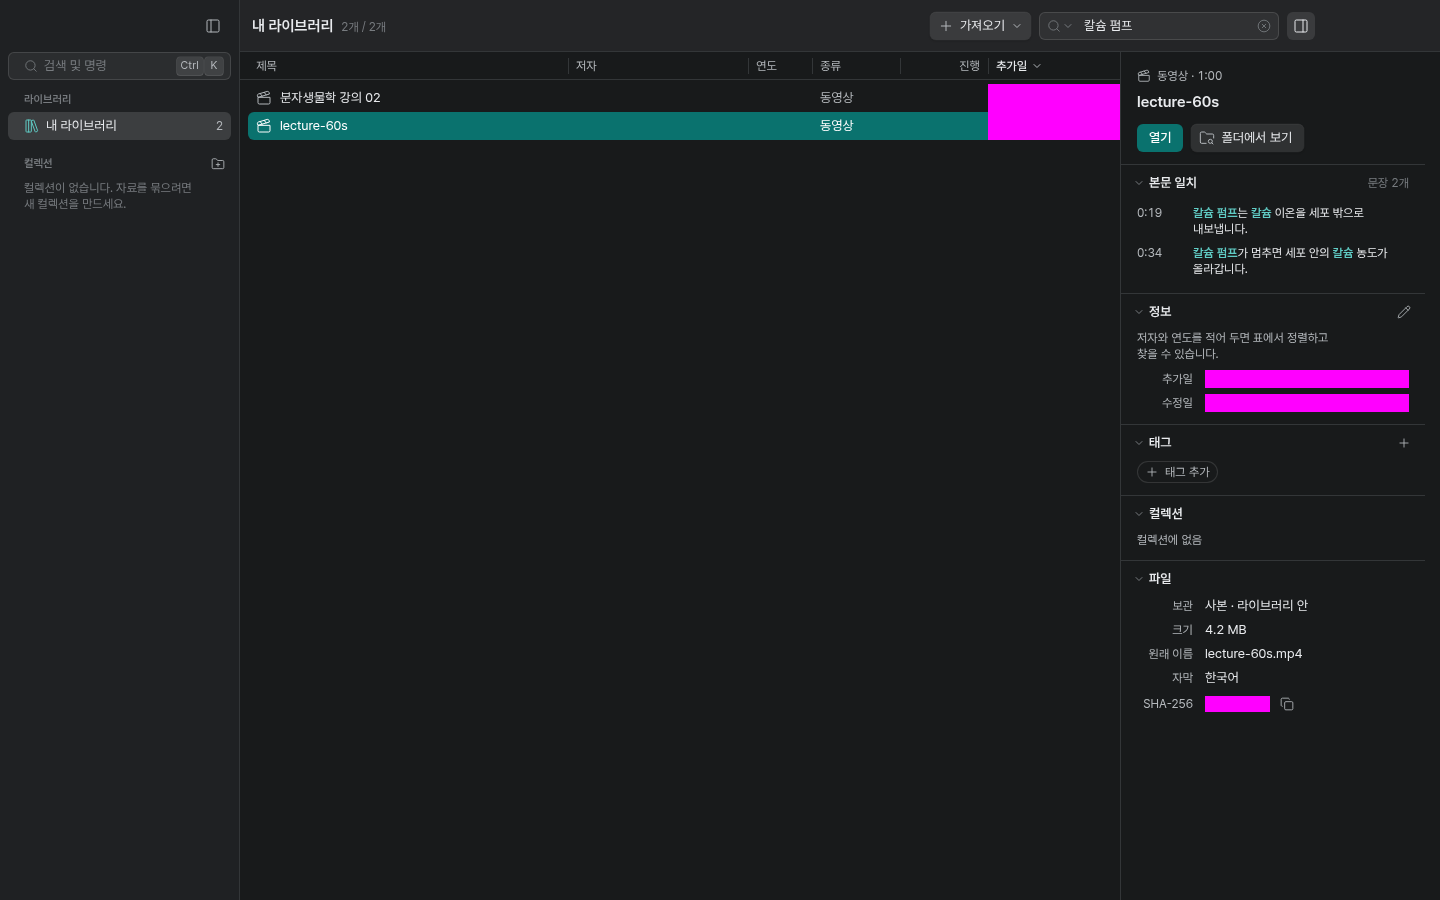 내 라이브러리 2개 / 2개
가져오기
칼슘 펌프
검색 및 명령 Ctrl K
라이브러리
내 라이브러리 2
컬렉션
컬렉션이 없습니다. 자료를 묶으려면
새 컬렉션을 만드세요.
제목 저자 연도 종류 진행 추가일
분자생물학 강의 02 동영상
lecture-60s 동영상
동영상 · 1:00
lecture-60s
열기 폴더에서 보기
본문 일치 문장 2개
0:19 칼슘 펌프는 칼슘 이온을 세포 밖으로
내보냅니다.
0:34 칼슘 펌프가 멈추면 세포 안의 칼슘 농도가
올라갑니다.
정보
저자와 연도를 적어 두면 표에서 정렬하고
찾을 수 있습니다.
추가일
수정일
태그
태그 추가
컬렉션
컬렉션에 없음
파일
보관 사본 · 라이브러리 안
크기 4.2 MB
원래 이름 lecture-60s.mp4
자막 한국어
SHA-256